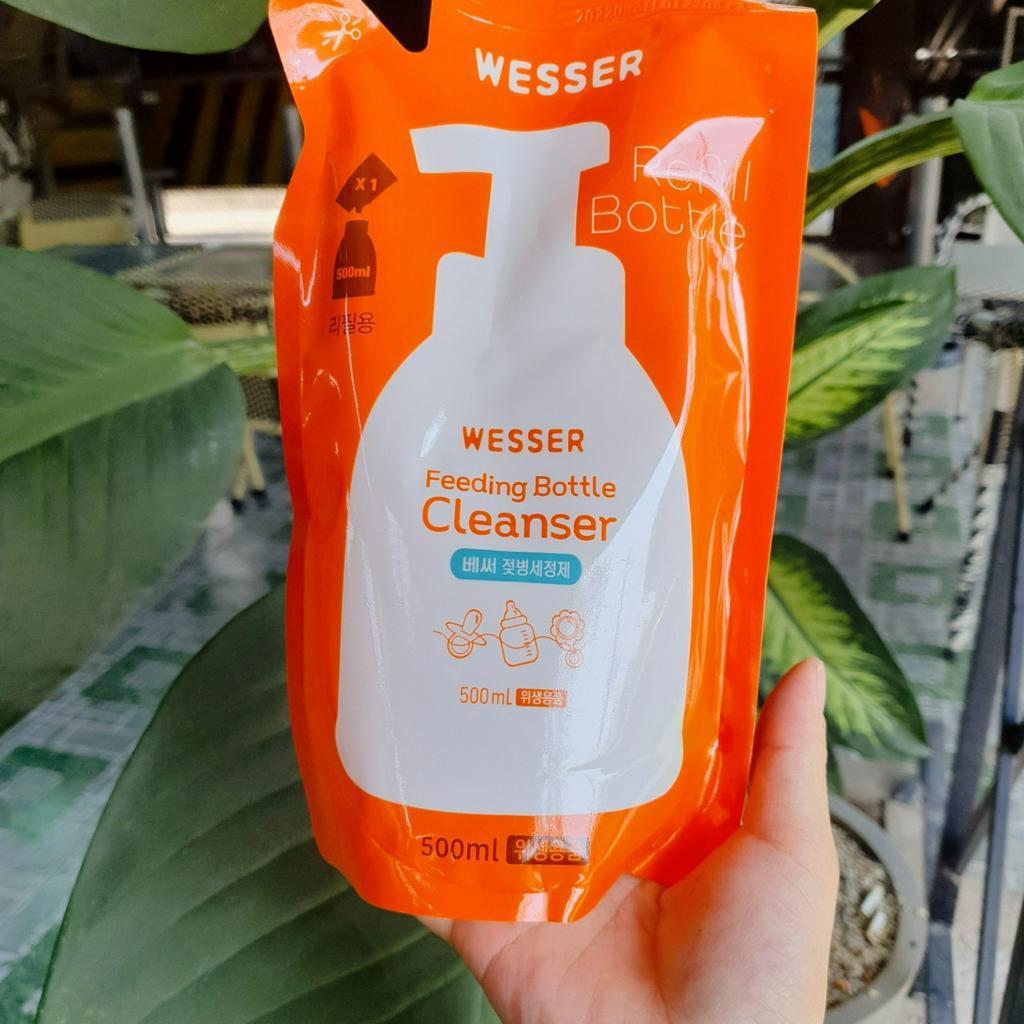 WESSER
Refill
Bottle
X1
500ml
리필용
WESSER
Feeding Bottle
Cleanser
베써 젖병세정제
500mL 위생용품
500ml 위생용품